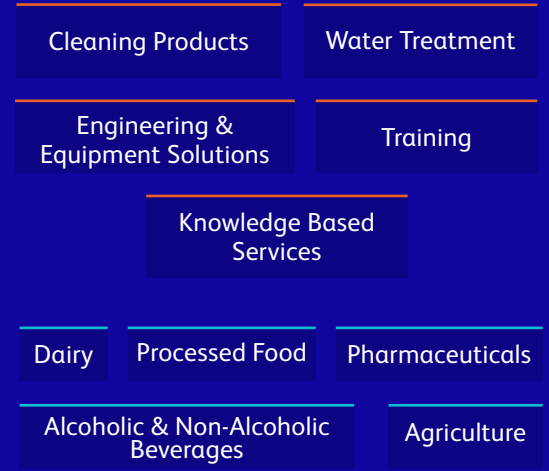 Cleaning Products
Water Treatment
Engineering &
Equipment Solutions
Training
Knowledge Based
Services
Dairy
Processed Food
Pharmaceuticals
Alcoholic & Non-Alcoholic
Beverages
Agriculture